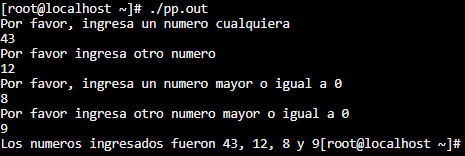 [root@localhost ~]# ./pp.out
Por favor, ingresa un numero cualquiera
43
Por favor ingresa otro numero
12
Por favor, ingresa un numero mayor o igual a 0
8
Por favor ingresa otro numero mayor o igual a 0
9
Los numeros ingresados fueron 43, 12, 8 y 9[root@localhost ~]#